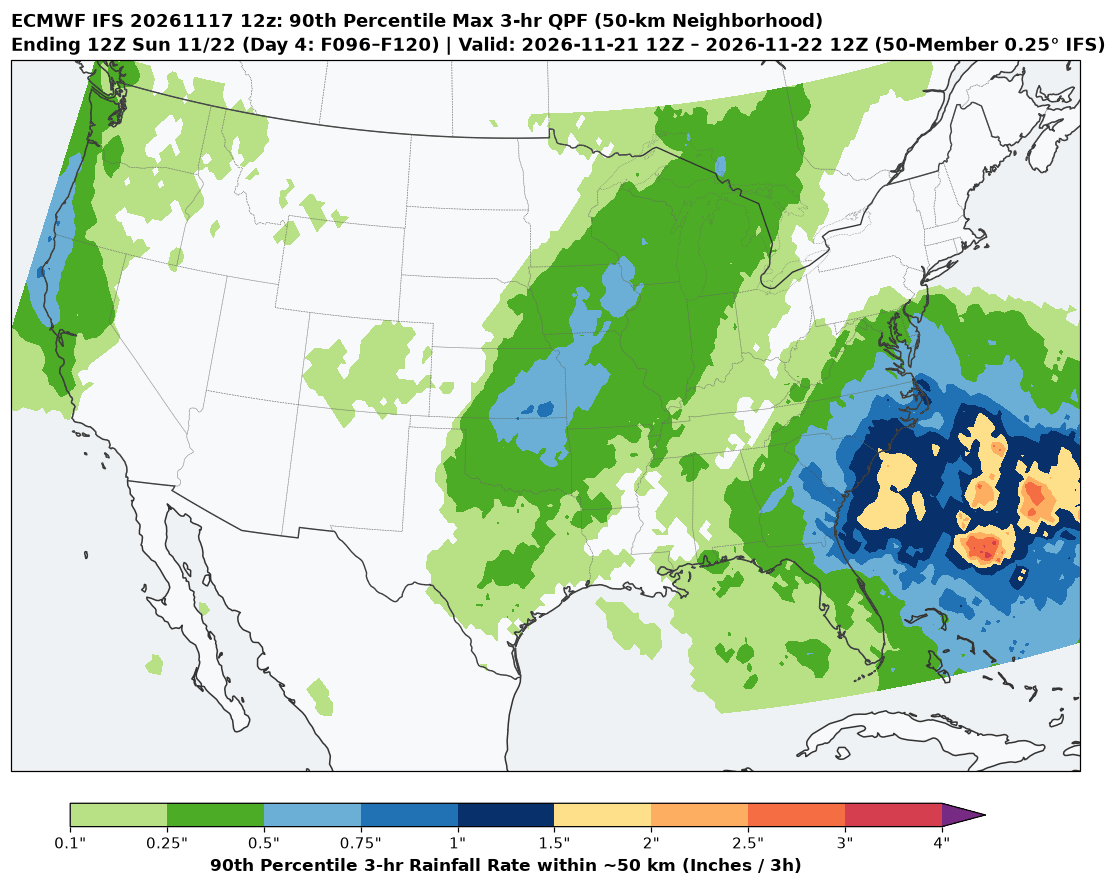 ECMWF IFS 20261117 12z: 90th Percentile Max 3-hr QPF (50-km Neighborhood)
Ending 12Z Sun 11/22 (Day 4: F096–F120) | Valid: 2026-11-21 12Z – 2026-11-22 12Z (50-Member 0.25° IFS)
0.1" 0.25" 0.5" 0.75" 1" 1.5" 2" 2.5" 3" 4"
90th Percentile 3-hr Rainfall Rate within ~50 km (Inches / 3h)